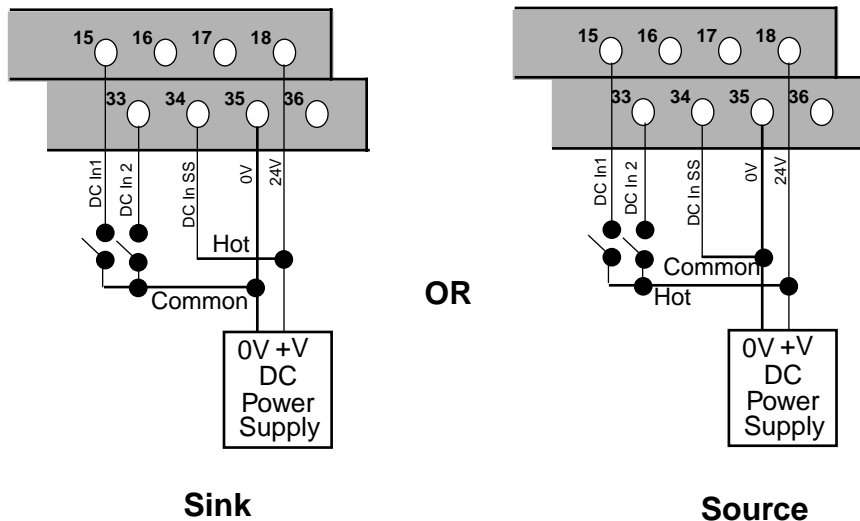 15 16 17 18
33 34 35 36
DC In1
DC In 2
DC In SS
0V
24V
Hot
Common
0V +V
DC
Power
Supply
Sink
OR
15 16 17 18
33 34 35 36
DC In1
DC In 2
DC In SS
0V
24V
Common
Hot
0V +V
DC
Power
Supply
Source